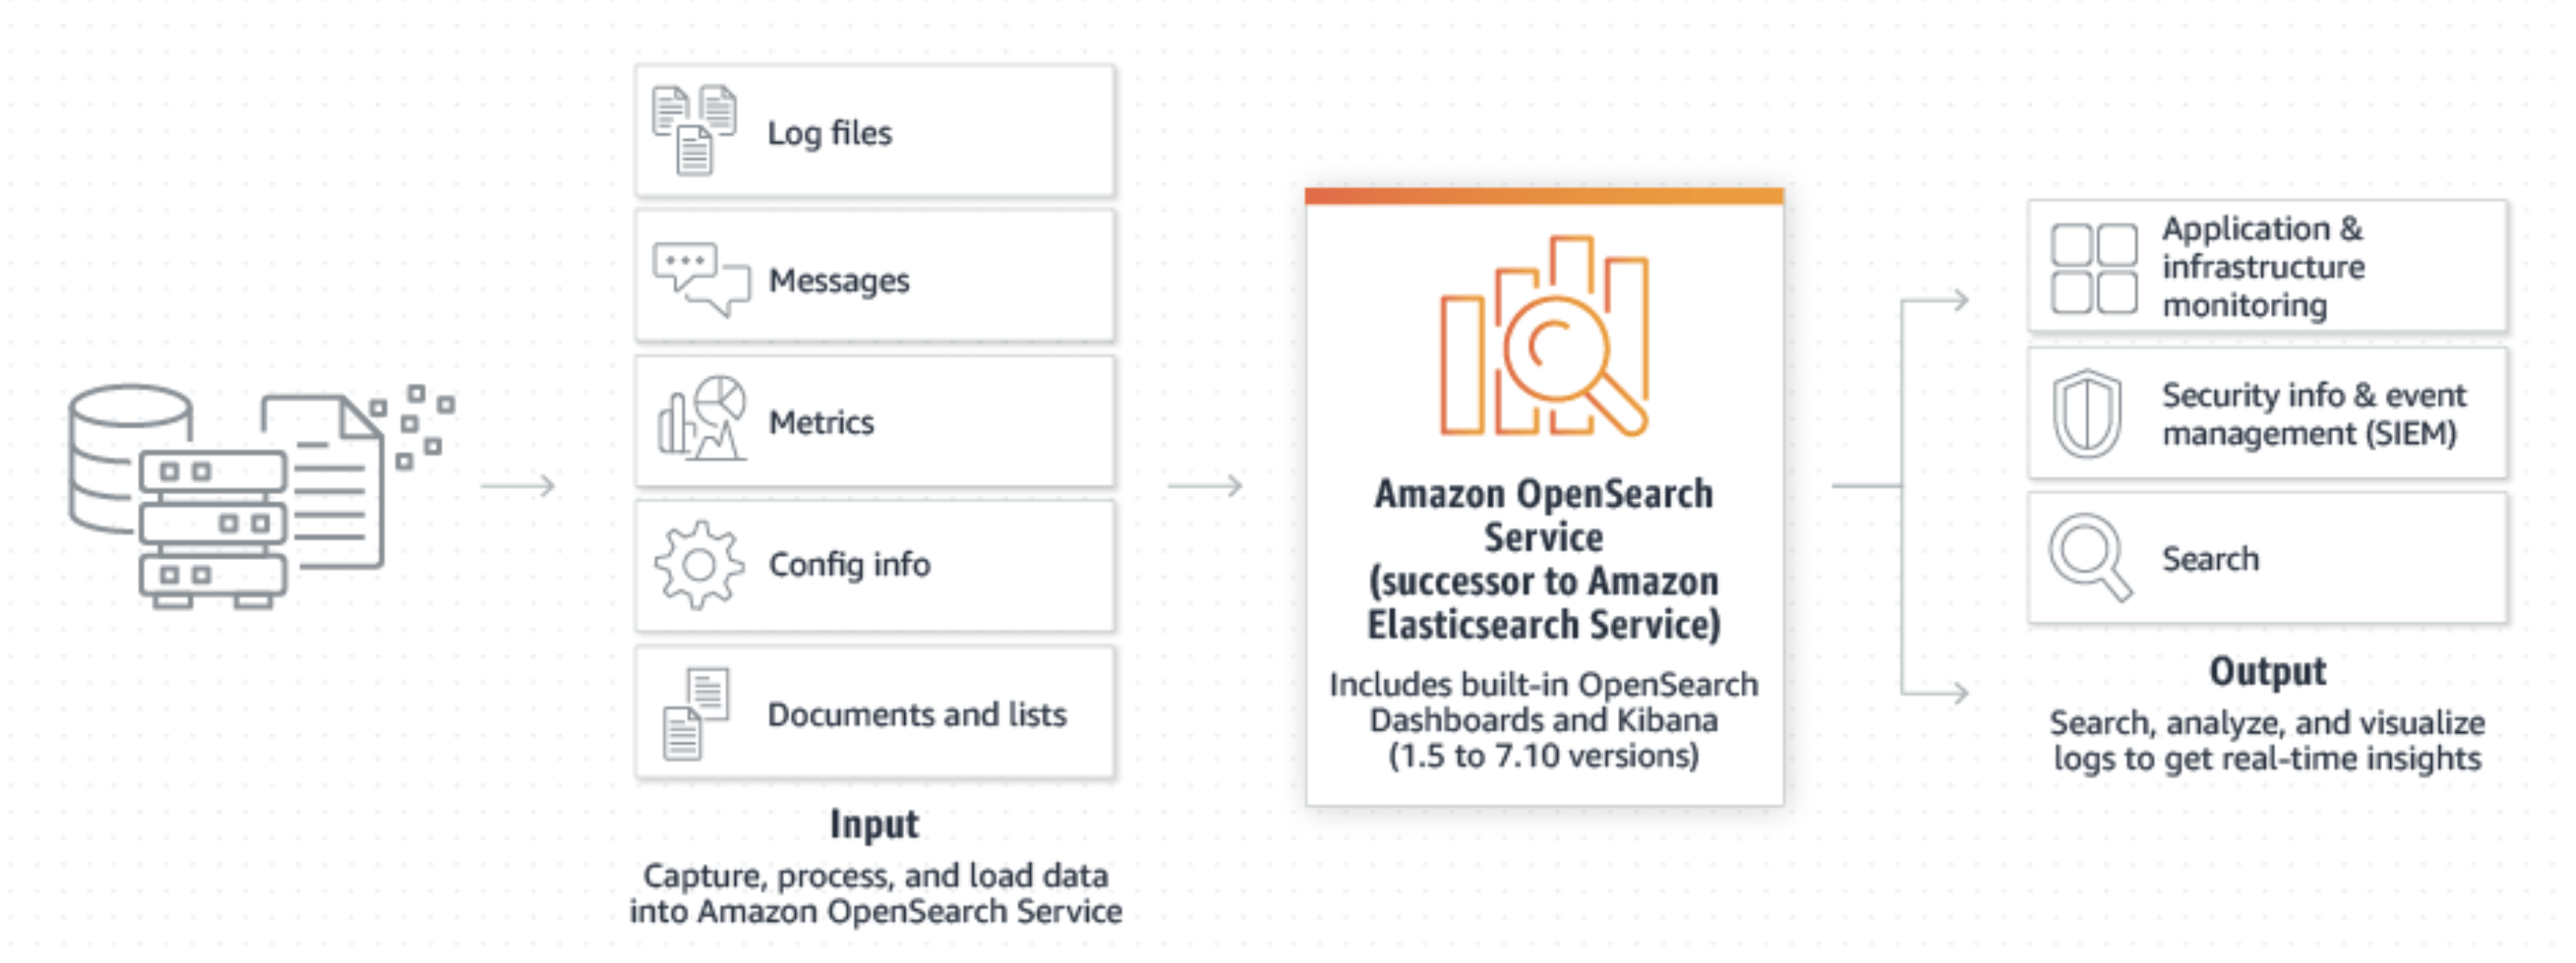 Log files
Messages
Metrics
Config info
Documents and lists
Input
Capture, process, and load data
into Amazon OpenSearch Service
Amazon OpenSearch
Service
(successor to Amazon
Elasticsearch Service)
Includes built-in OpenSearch
Dashboards and Kibana
(1.5 to 7.10 versions)
Application &
infrastructure
monitoring
Security info & event
management (SIEM)
Search
Output
Search, analyze, and visualize
logs to get real-time insights